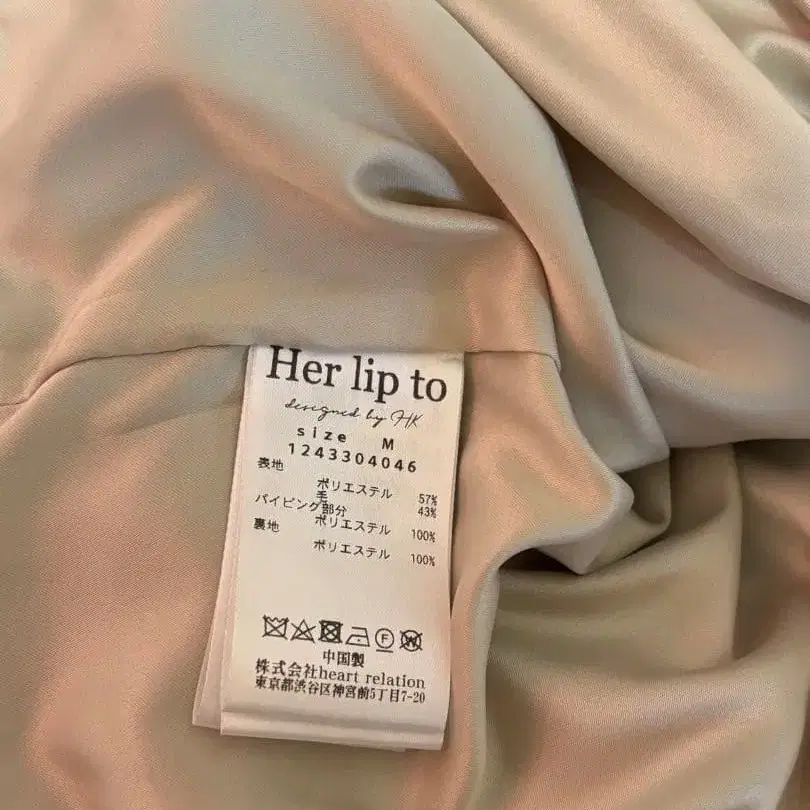 Her lip to
designed by HK
size M
1243304046
表地
ポリエステル 57%
毛 43%
パイピング部分
ポリエステル 100%
裏地
ポリエステル 100%
中国製
株式会社heart relation
東京都渋谷区神宮前5丁目7-20